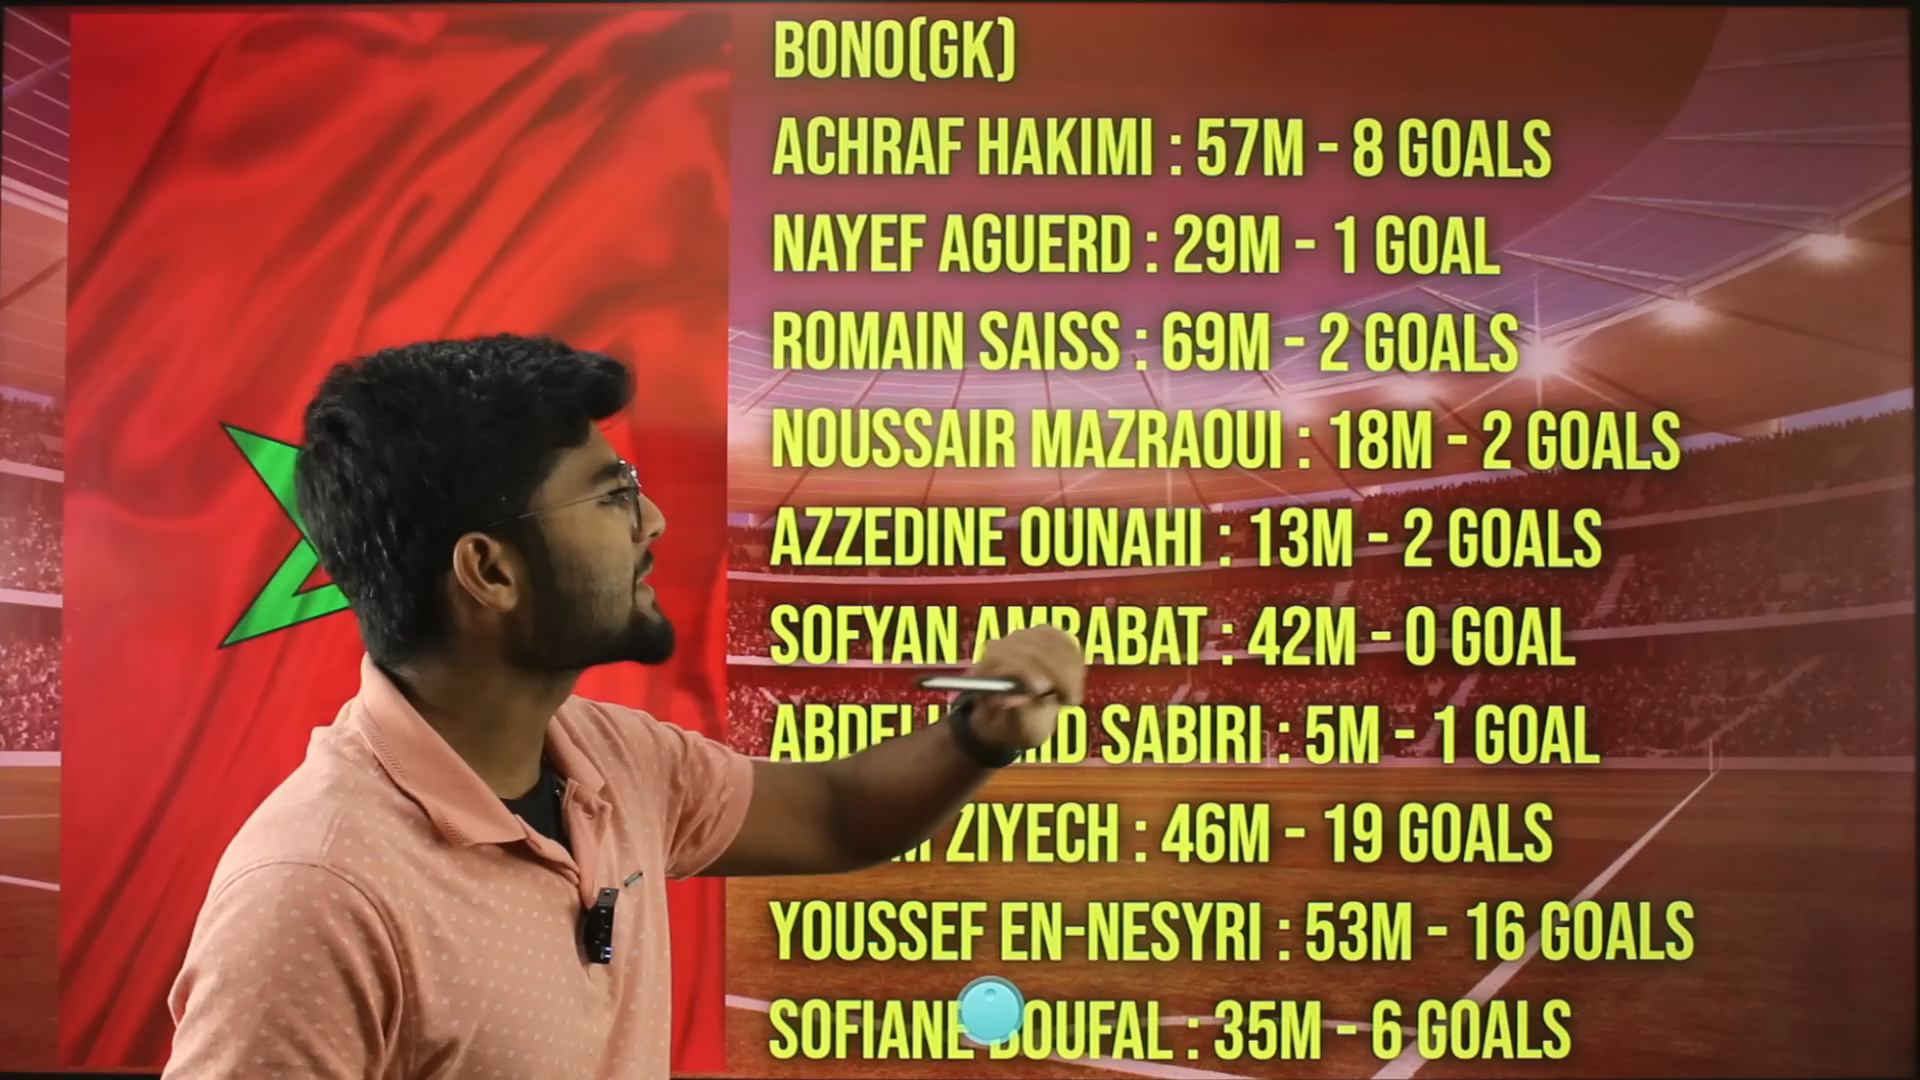 BONO(GK)
ACHRAF HAKIMI : 57M - 8 GOALS
NAYEF AGUERD : 29M - 1 GOAL
ROMAIN SAISS : 69M - 2 GOALS
NOUSSAIR MAZRAOUI : 18M - 2 GOALS
AZZEDINE OUNAHI : 13M - 2 GOALS
SOFYAN AMRABAT : 42M - 0 GOAL
SABIRI : 5M - 1 GOAL
ZIYECH : 46M - 19 GOALS
YOUSSEF EN-NESYRI : 53M - 16 GOALS
SOFIANE BOUFAL : 35M - 6 GOALS